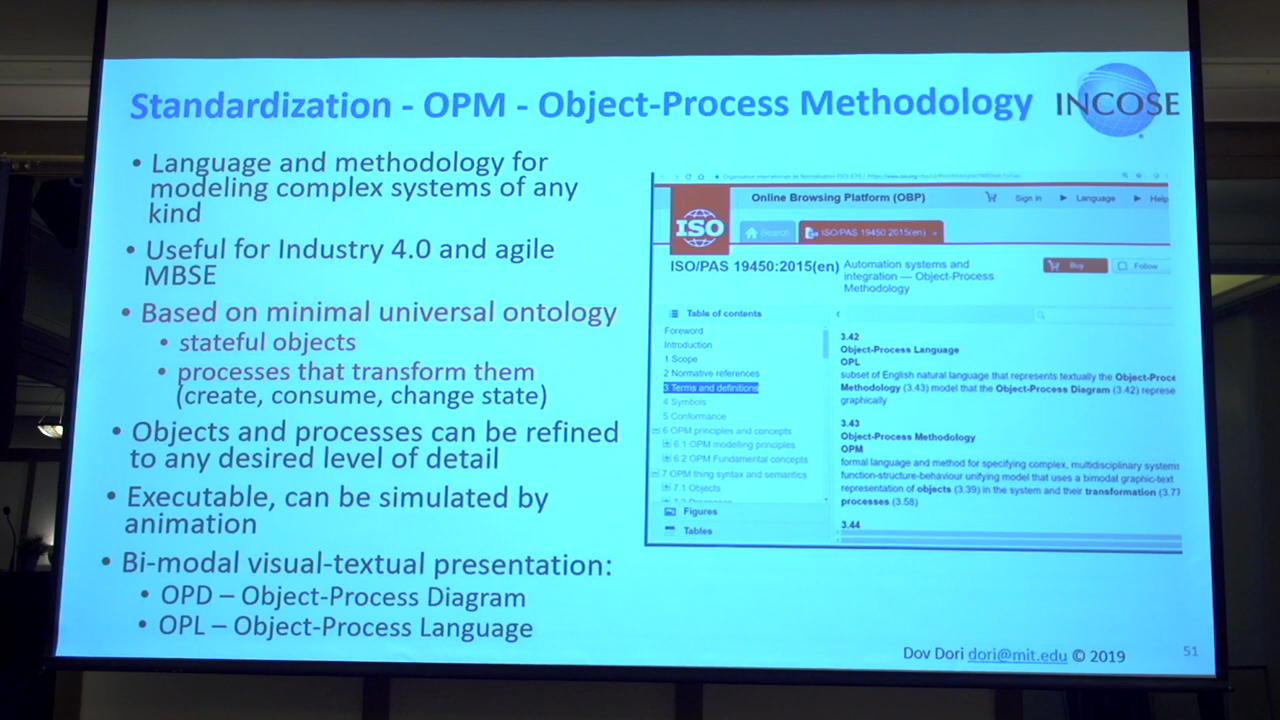 Standardization - OPM - Object-Process Methodology
INCOSE
• Language and methodology for
modeling complex systems of any
kind
• Useful for Industry 4.0 and agile
MBSE
• Based on minimal universal ontology
• stateful objects
• processes that transform them
(create, consume, change state)
• Objects and processes can be refined
to any desired level of detail
• Executable, can be simulated by
animation
• Bi-modal visual-textual presentation:
• OPD – Object-Process Diagram
• OPL – Object-Process Language
ISO
Online Browsing Platform (OBP)
Sign in
Language
Help
Search
ISO/PAS 19450:2015(en)
ISO/PAS 19450:2015(en)
Automation systems and
integration — Object-Process
Methodology
Buy
Follow
Table of contents
Foreword
Introduction
1 Scope
2 Normative references
3 Terms and definitions
4 Symbols
5 Conformance
6 OPM principles and concepts
6.1 OPM modelling principles
6.2 OPM Fundamental concepts
7 OPM thing syntax and semantics
7.1 Objects
Figures
Tables
3.42
Object-Process Language
OPL
subset of English natural language that represents textually the Object-Proce
Methodology (3.43) model that the Object-Process Diagram (3.42) represe
graphically
3.43
Object-Process Methodology
OPM
formal language and method for specifying complex, multidisciplinary systems
function-structure-behaviour unifying model that uses a bimodal graphic-text
representation of objects (3.39) in the system and their transformation (3.77
processes (3.58)
3.44
Dov Dori dori@mit.edu © 2019
51